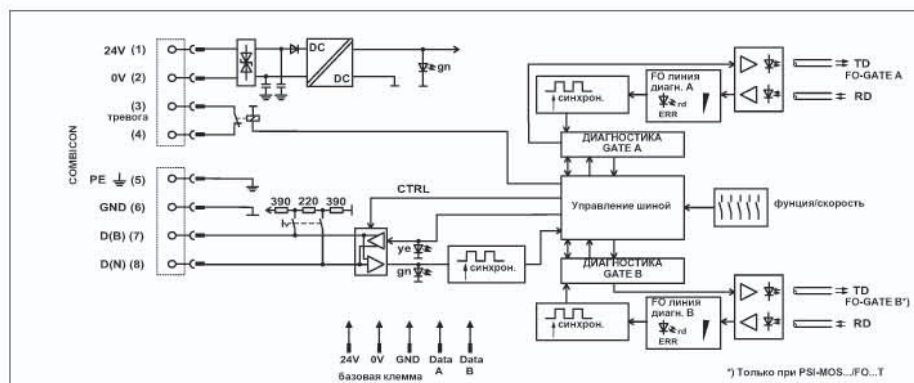 COMBICON
24V (1)
0V (2)
(3)
тревога
(4)
PE (5)
GND (6)
D(B) (7)
D(N) (8)
DC
DC
gn
390 220 390
CTRL
ye
gn
синхрон.
синхрон.
FO линия
диагн. A
rd
ERR
TD
FO-GATE A
RD
ДИАГНОСТИКА
GATE A
Управление шиной
фунция/скорость
ДИАГНОСТИКА
GATE B
синхрон.
FO линия
диагн. B
rd
ERR
TD
FO-GATE B*)
RD
24V 0V GND Data A Data B
базовая клемма
*) Только при PSI-MOS.../FO...T